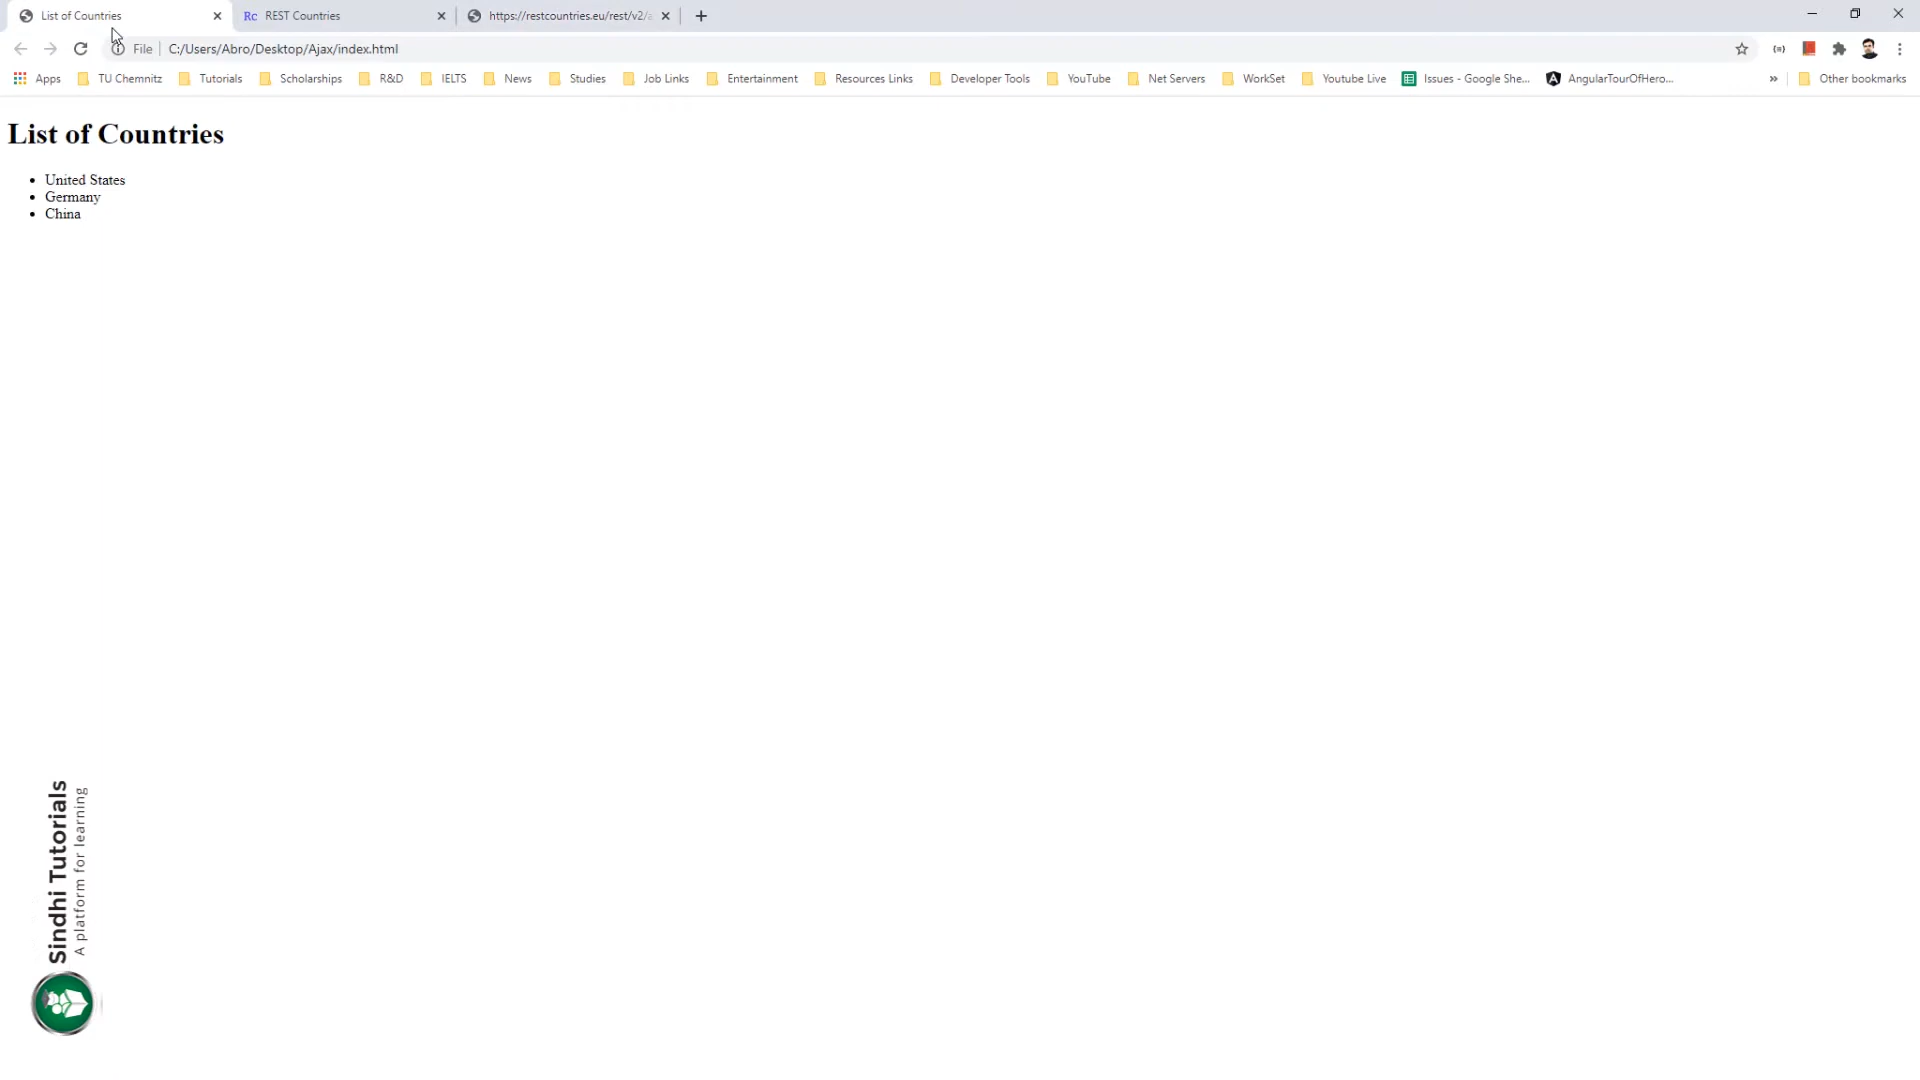 List of Countries
REST Countries
https://restcountries.eu/rest/v2/
File
C:/Users/Abro/Desktop/Ajax/index.html
Apps
TU Chemnitz
Tutorials
Scholarships
R&D
IELTS
News
Studies
Job Links
Entertainment
Resources Links
Developer Tools
YouTube
Net Servers
WorkSet
Youtube Live
Issues - Google She...
AngularTourOfHero...
Other bookmarks
List of Countries
United States
Germany
China
Sindhi Tutorials
A platform for learning